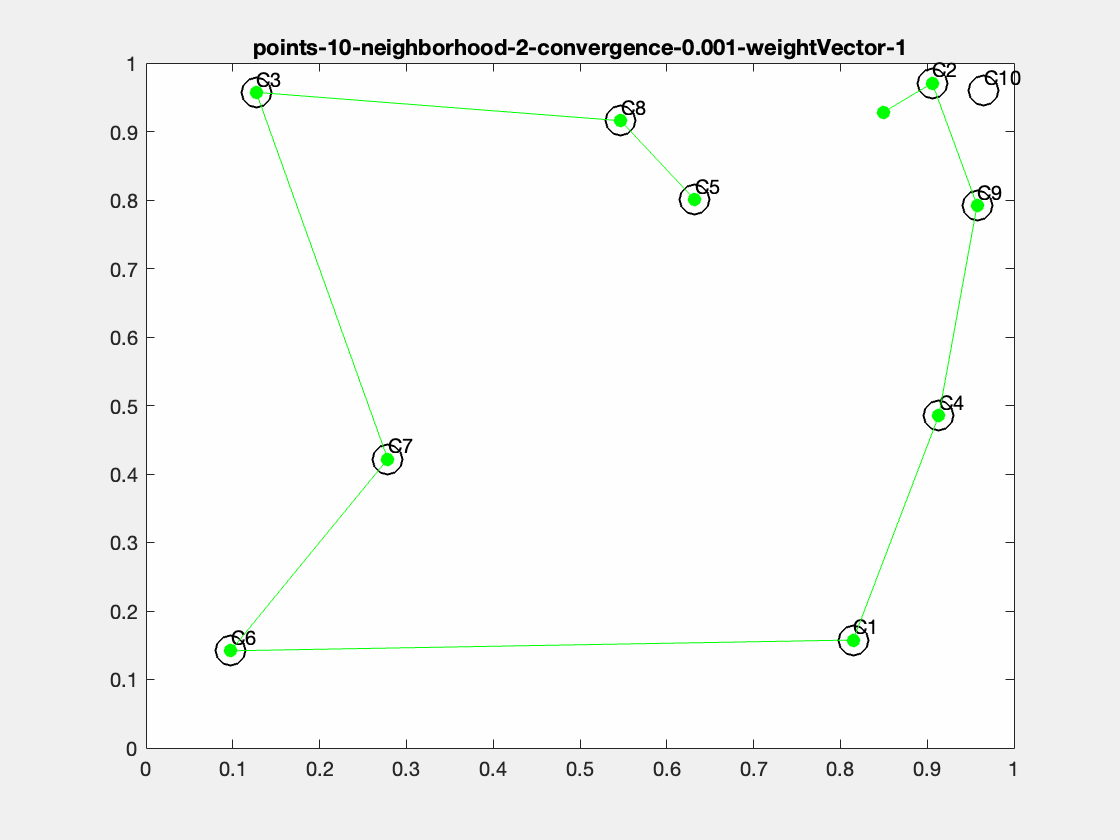 points-10-neighborhood-2-convergence-0.001-weightVector-1
1
0.9
0.8
0.7
0.6
0.5
0.4
0.3
0.2
0.1
0
C3
C8
C5
C2
C10
C9
C4
C7
C6
C1
0 0.1 0.2 0.3 0.4 0.5 0.6 0.7 0.8 0.9 1